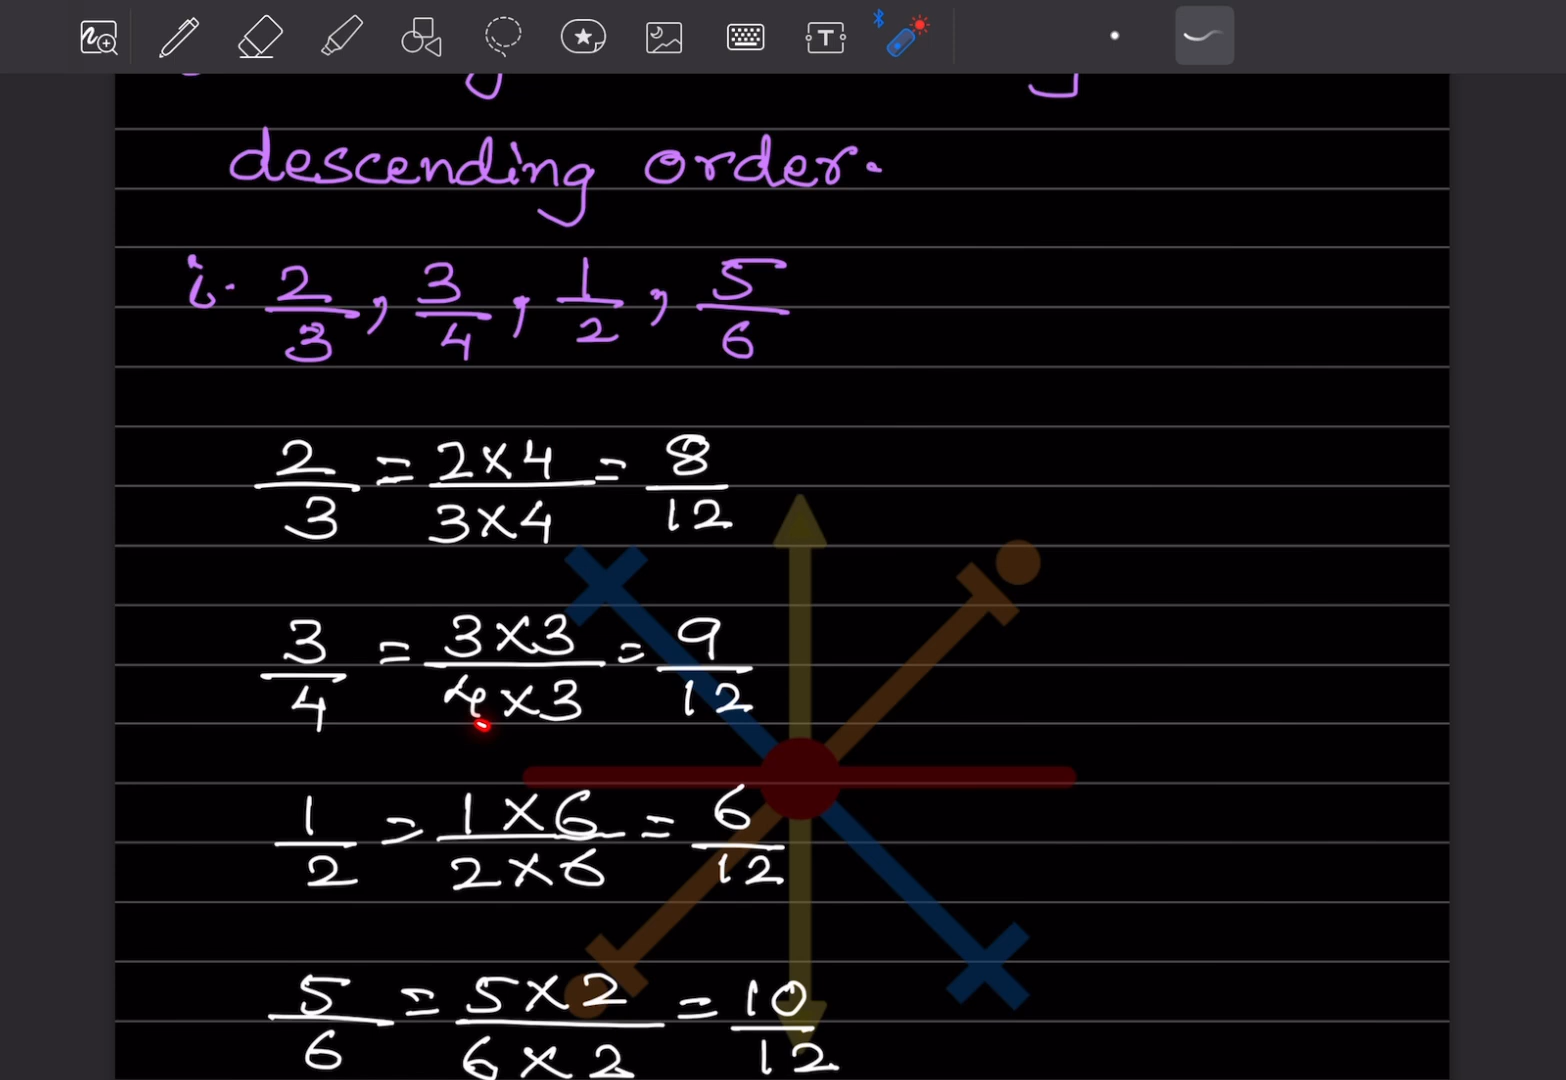 descending order.
i. 2/3, 3/4, 1/2, 5/6
2/3 = 2×4/3×4 = 8/12
3/4 = 3×3/4×3 = 9/12
1/2 = 1×6/2×6 = 6/12
5/6 = 5×2/6×2 = 10/12